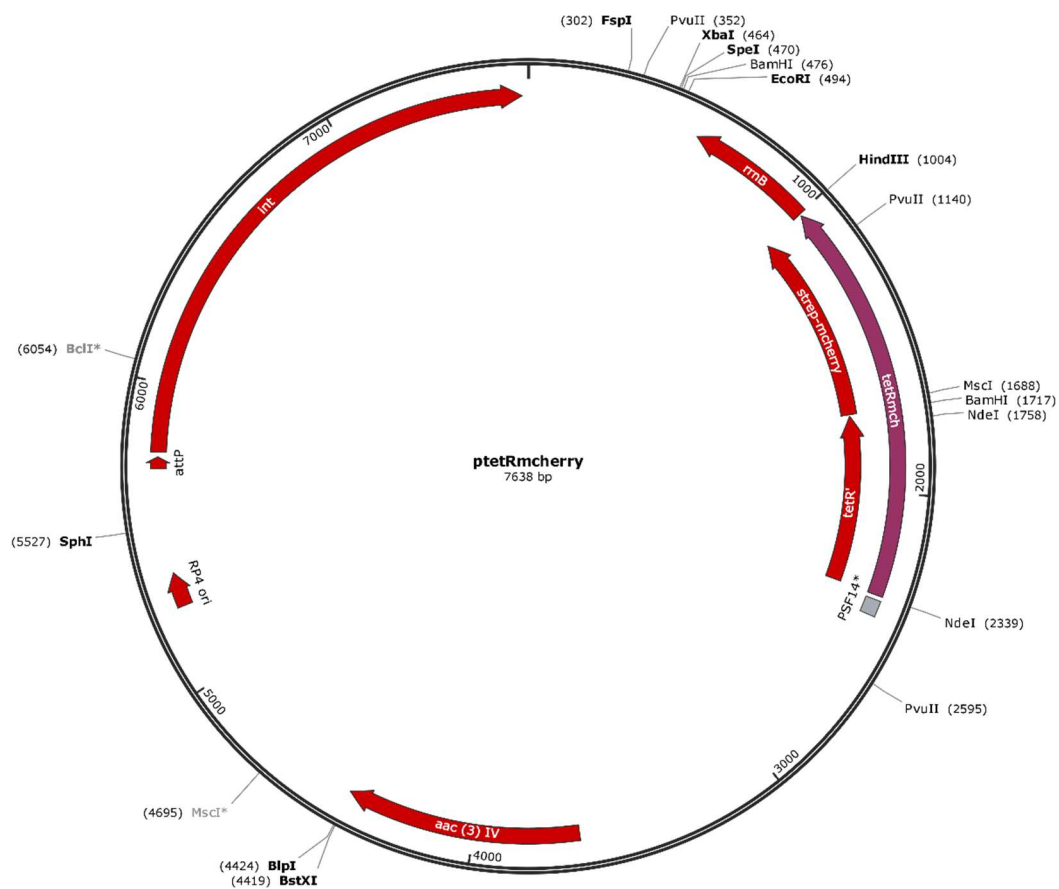 (302) FspI
PvuII (352)
XbaI (464)
SpeI (470)
BamHI (476)
EcoRI (494)
7000
rrnB
1000
HindIII (1004)
PvuII (1140)
int
strep-mcherry
tetRmch
(6054) BclI*
6000
MscI (1688)
BamHI (1717)
NdeI (1758)
attP
ptetRmcherry
7638 bp
2000
tetR'
(5527) SphI
RP4 ori
PSF14*
NdeI (2339)
5000
PvuII (2595)
3000
(4695) MscI*
aac (3) IV
4000
(4424) BlpI
(4419) BstXI